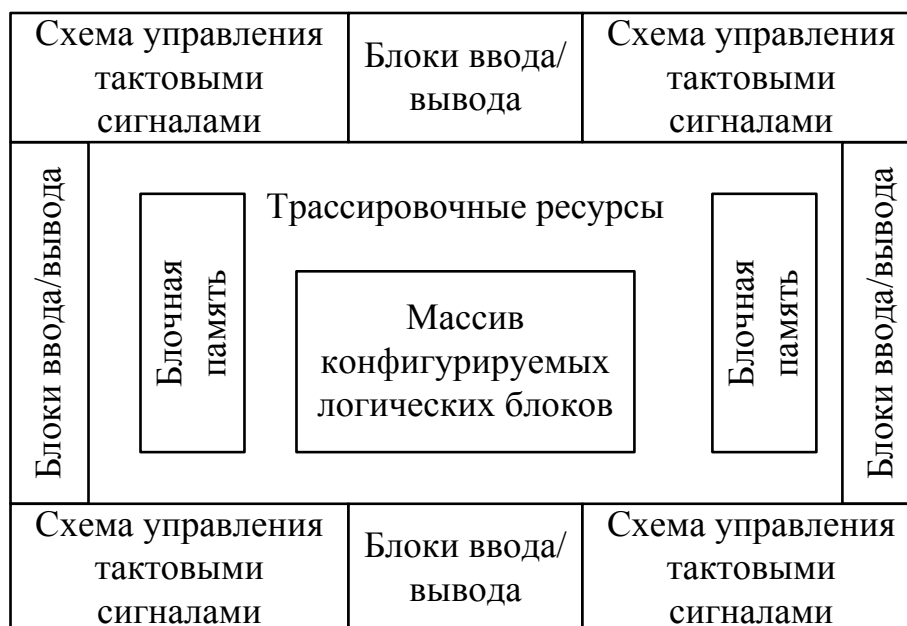 Схема управления
тактовыми
сигналами
Блоки ввода/
вывода
Схема управления
тактовыми
сигналами
Блоки ввода/вывода
Блочная
память
Трассировочные ресурсы
Массив
конфигурируемых
логических блоков
Блочная
память
Блоки ввода/вывода
Схема управления
тактовыми
сигналами
Блоки ввода/
вывода
Схема управления
тактовыми
сигналами